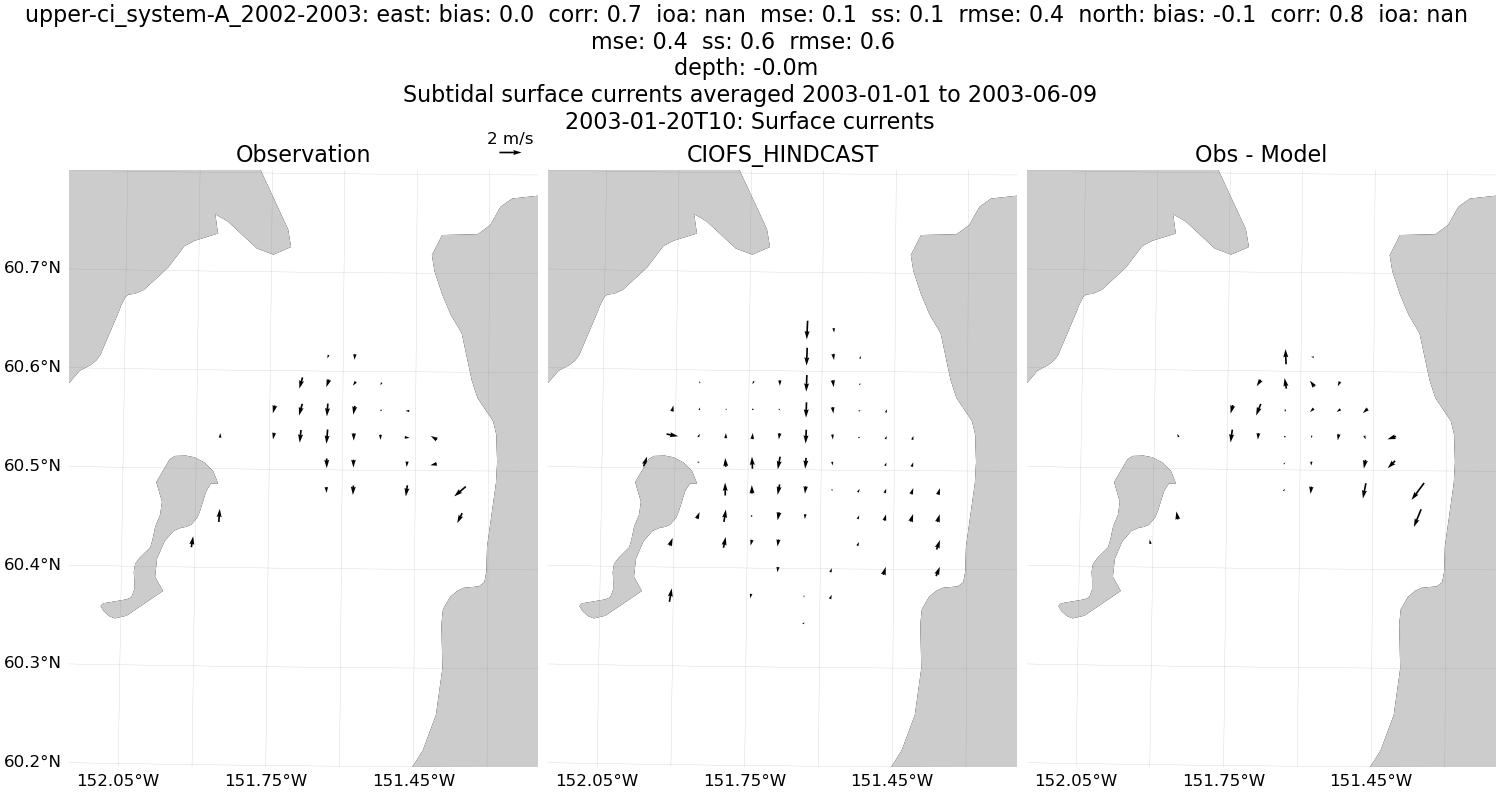 upper-ci_system-A_2002-2003: east: bias: 0.0  corr: 0.7  ioa: nan  mse: 0.1  ss: 0.1  rmse: 0.4  north: bias: -0.1  corr: 0.8  ioa: nan
mse: 0.4  ss: 0.6  rmse: 0.6
depth: -0.0m
Subtidal surface currents averaged 2003-01-01 to 2003-06-09
2003-01-20T10: Surface currents
2 m/s
Observation
CIOFS_HINDCAST
Obs - Model
60.7°N
60.6°N
60.5°N
60.4°N
60.3°N
60.2°N
152.05°W 151.75°W 151.45°W
152.05°W 151.75°W 151.45°W
152.05°W 151.75°W 151.45°W